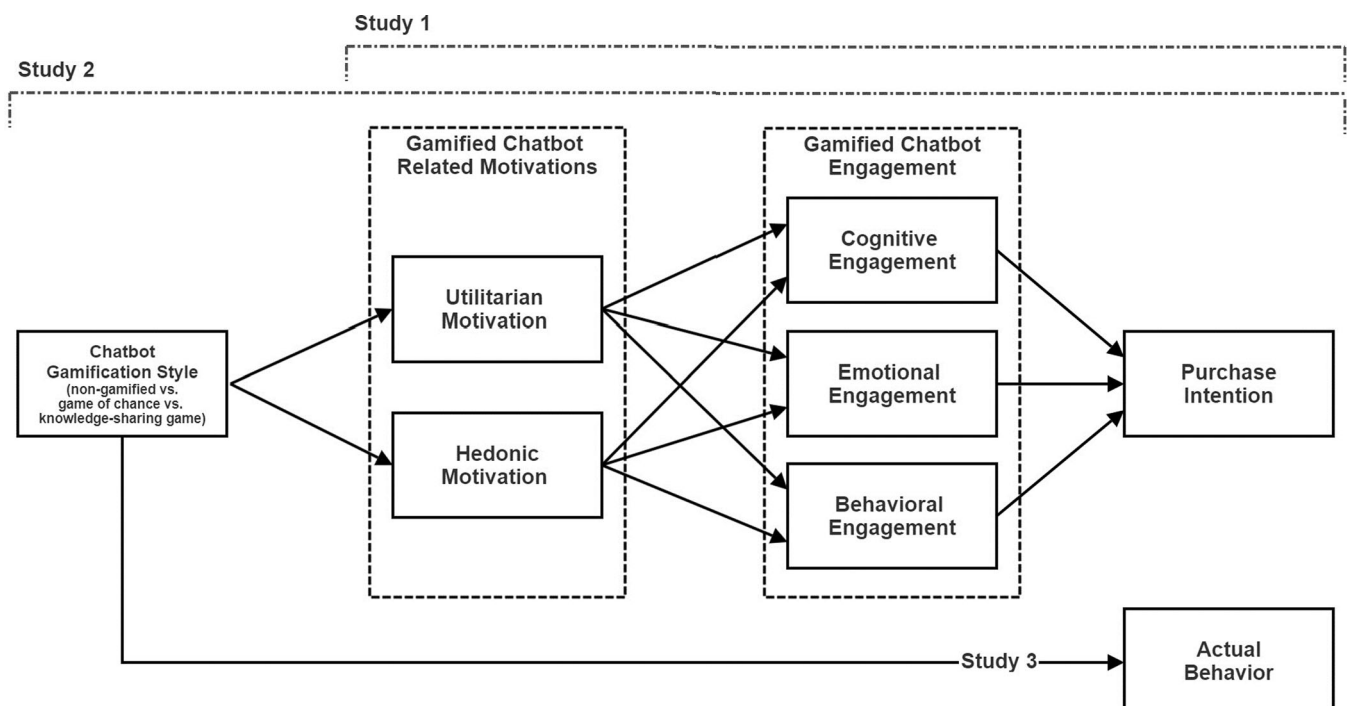 Study 1
Study 2
Gamified Chatbot
Related Motivations
Gamified Chatbot
Engagement
Cognitive
Engagement
Utilitarian
Motivation
Chatbot
Gamification Style
(non-gamified vs.
game of chance vs.
knowledge-sharing game)
Emotional
Engagement
Purchase
Intention
Hedonic
Motivation
Behavioral
Engagement
Study 3
Actual
Behavior